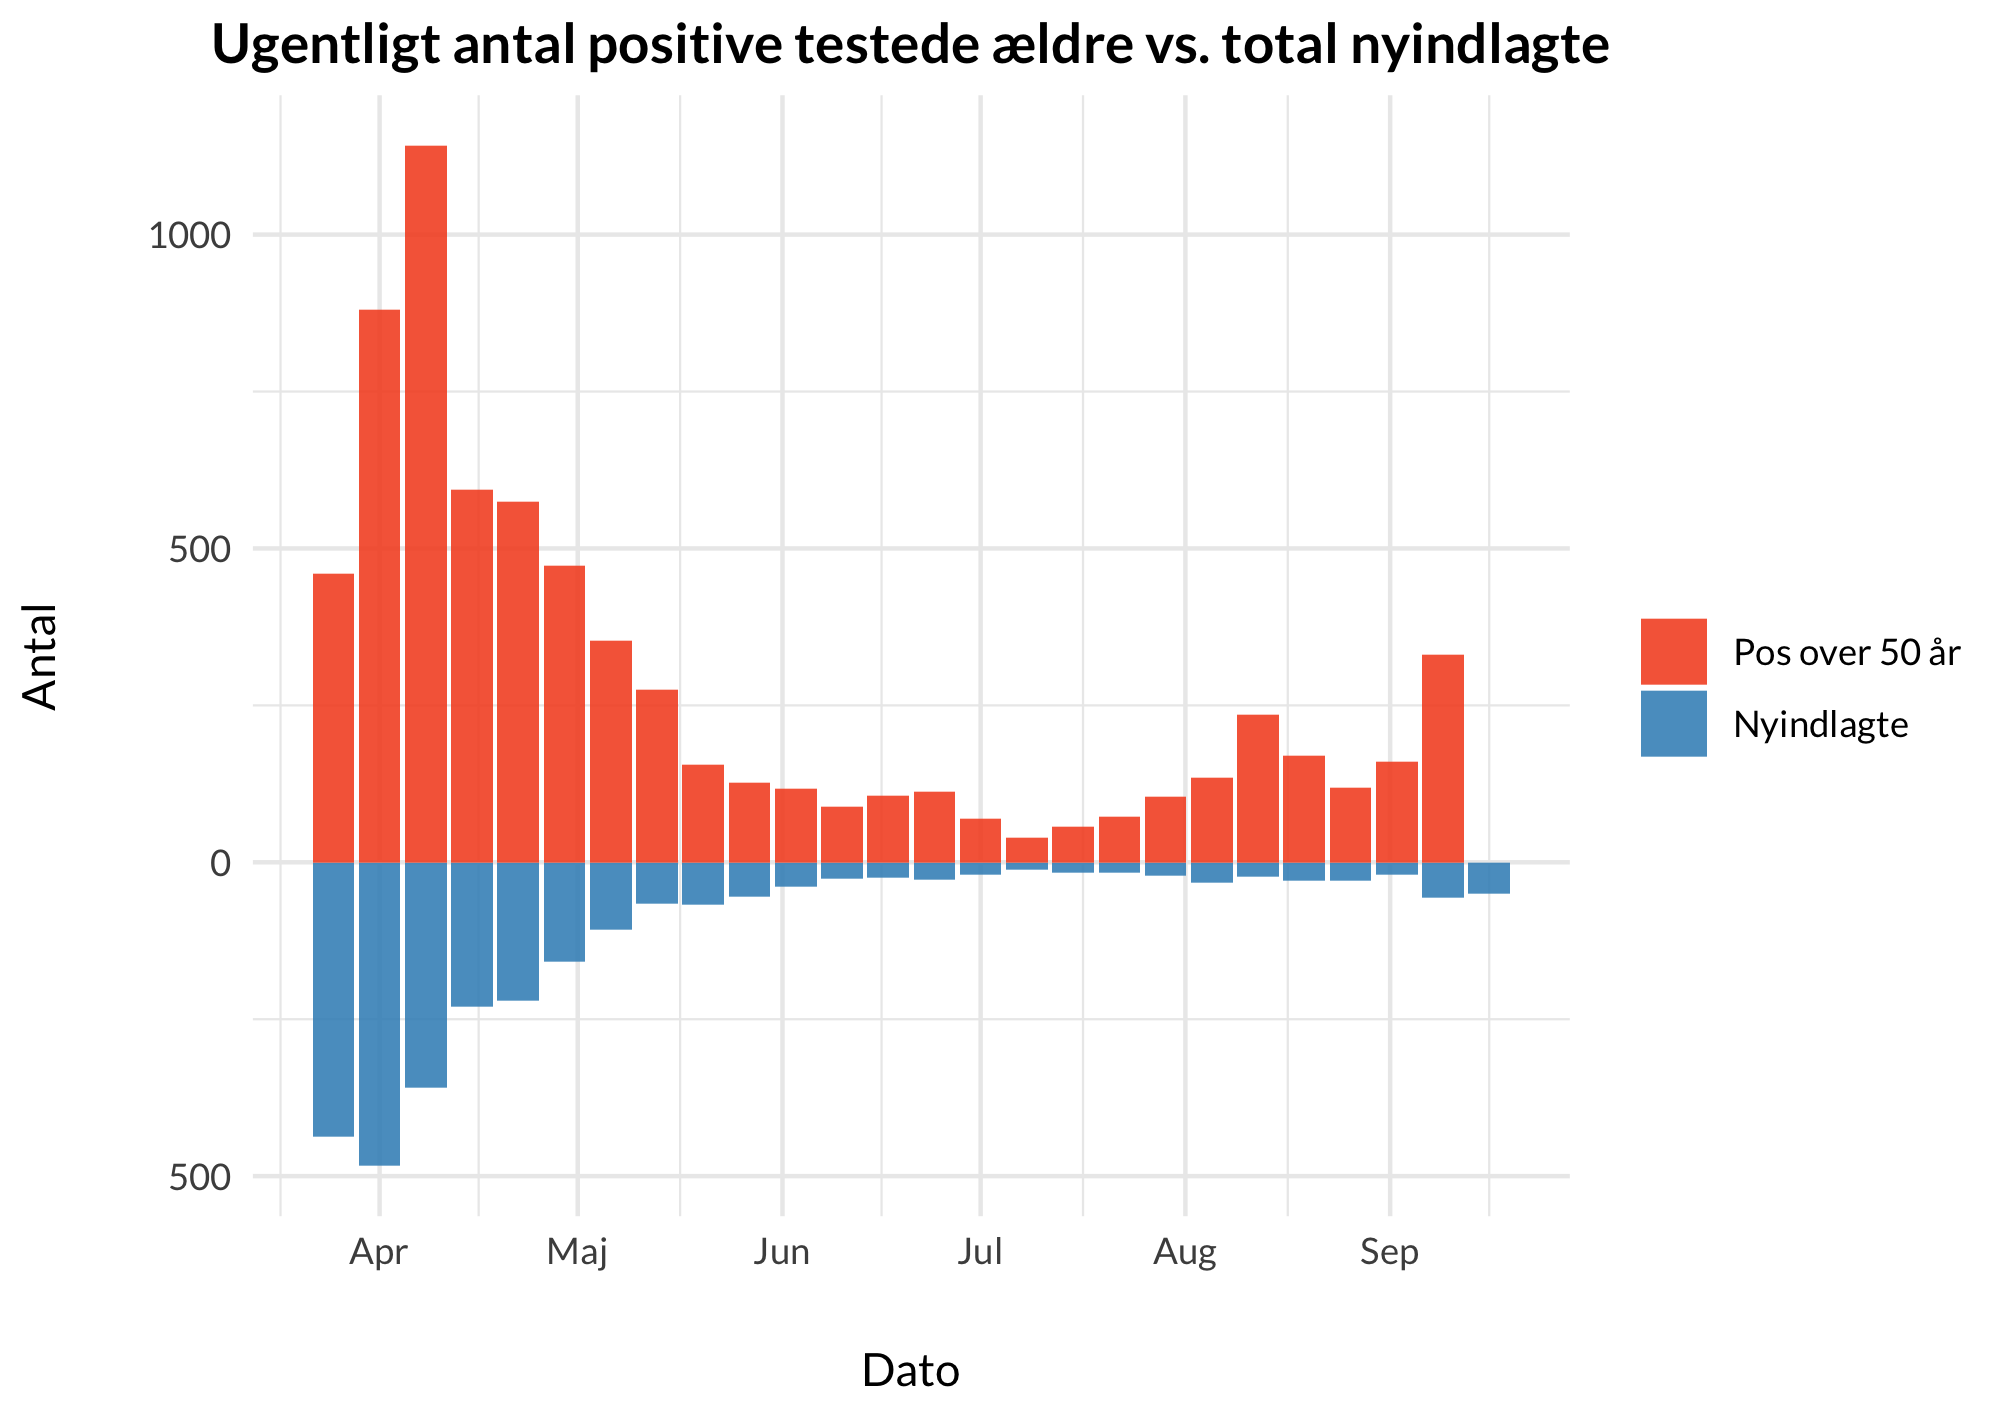 Ugentligt antal positive testede ældre vs. total nyindlagte
Antal
1000
500
0
500
Apr Maj Jun Jul Aug Sep
Dato
Pos over 50 år
Nyindlagte